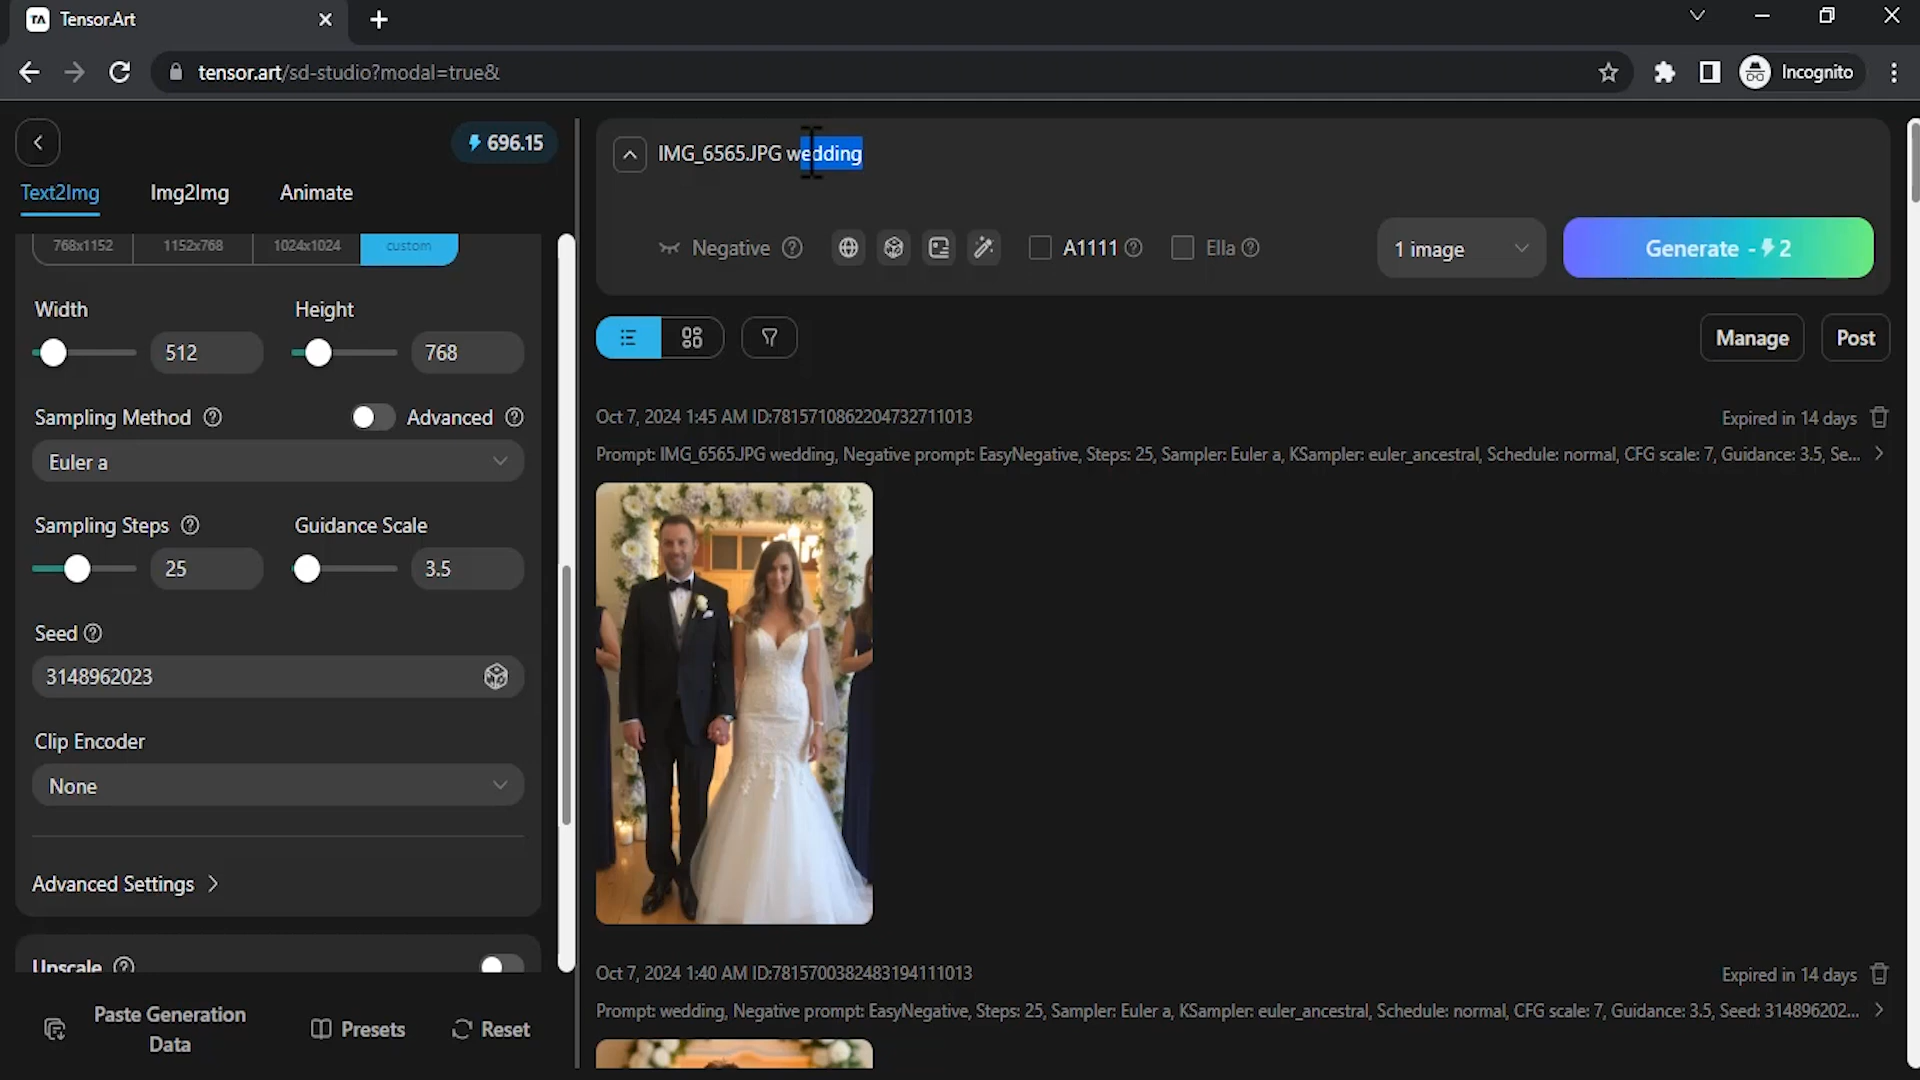 TA Tensor.Art
tensor.art/sd-studio?modal=true&
Incognito
696.15
Text2Img Img2Img Animate
768x1152 1152x768 1024x1024 custom
Width Height
512 768
Sampling Method Advanced
Euler a
Sampling Steps Guidance Scale
25 3.5
Seed
3148962023
Clip Encoder
None
Advanced Settings
Upscale
Paste Generation
Data
Presets
Reset
IMG_6565.JPG wedding
Negative A1111 Ella 1 image Generate - 2
Manage Post
Oct 7, 2024 1:45 AM ID:781571086220473271​1013 Expired in 14 days
Prompt: IMG_6565.JPG wedding, Negative prompt: EasyNegative, Steps: 25, Sampler: Euler a, KSampler: euler_ancestral, Schedule: normal, CFG scale: 7, Guidance: 3.5, Se...
Oct 7, 2024 1:40 AM ID:781570038248319411​1013 Expired in 14 days
Prompt: wedding, Negative prompt: EasyNegative, Steps: 25, Sampler: Euler a, KSampler: euler_ancestral, Schedule: normal, CFG scale: 7, Guidance: 3.5, Seed: 314896202...